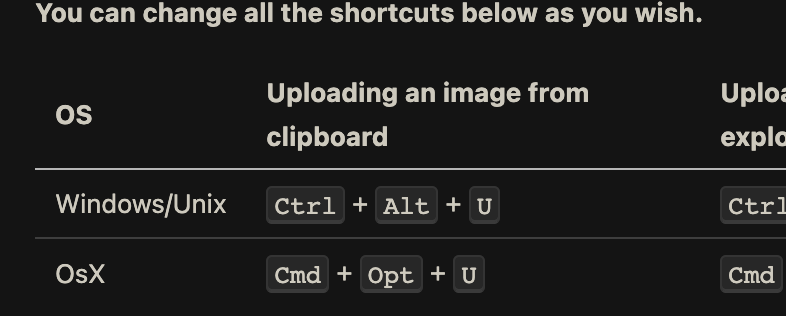 You can change all the shortcuts below as you wish.
OS
Uploading an image from
clipboard
Windows/Unix Ctrl + Alt + U Ctrl
OsX Cmd + Opt + U Cmd